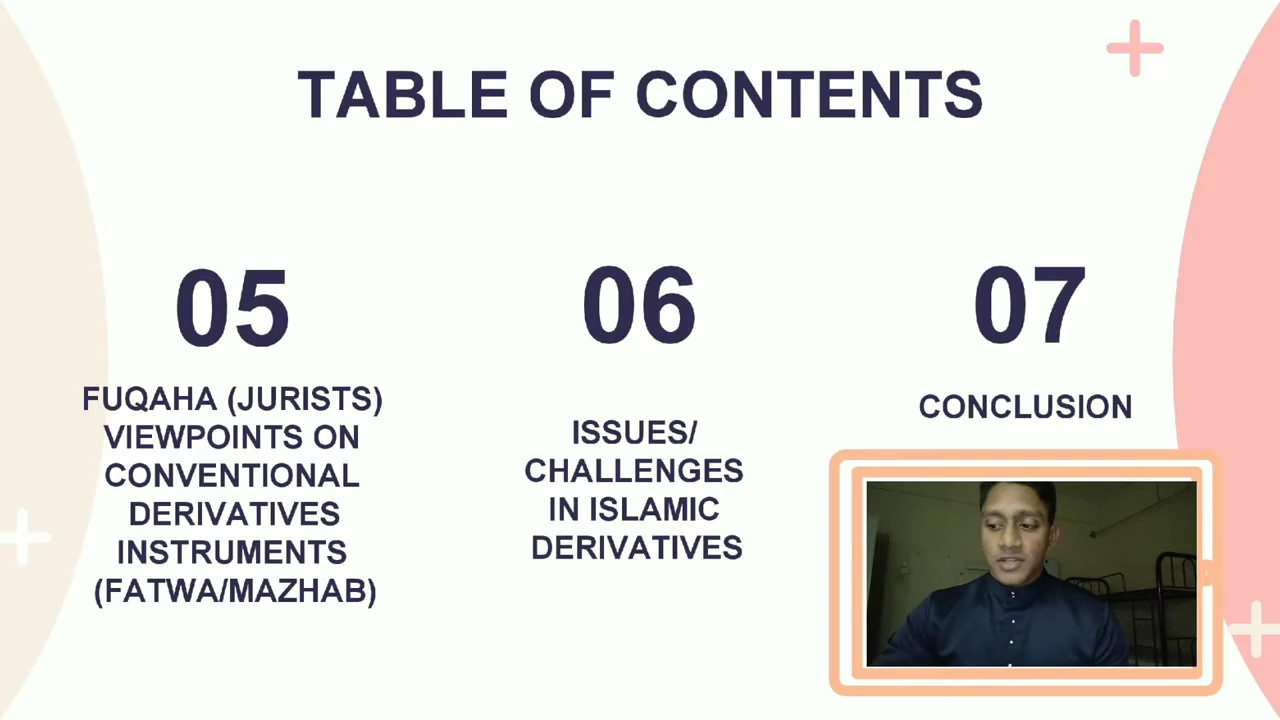 TABLE OF CONTENTS
05
FUQAHA (JURISTS)
VIEWPOINTS ON
CONVENTIONAL
DERIVATIVES
INSTRUMENTS
(FATWA/MAZHAB)
06
ISSUES/
CHALLENGES
IN ISLAMIC
DERIVATIVES
07
CONCLUSION